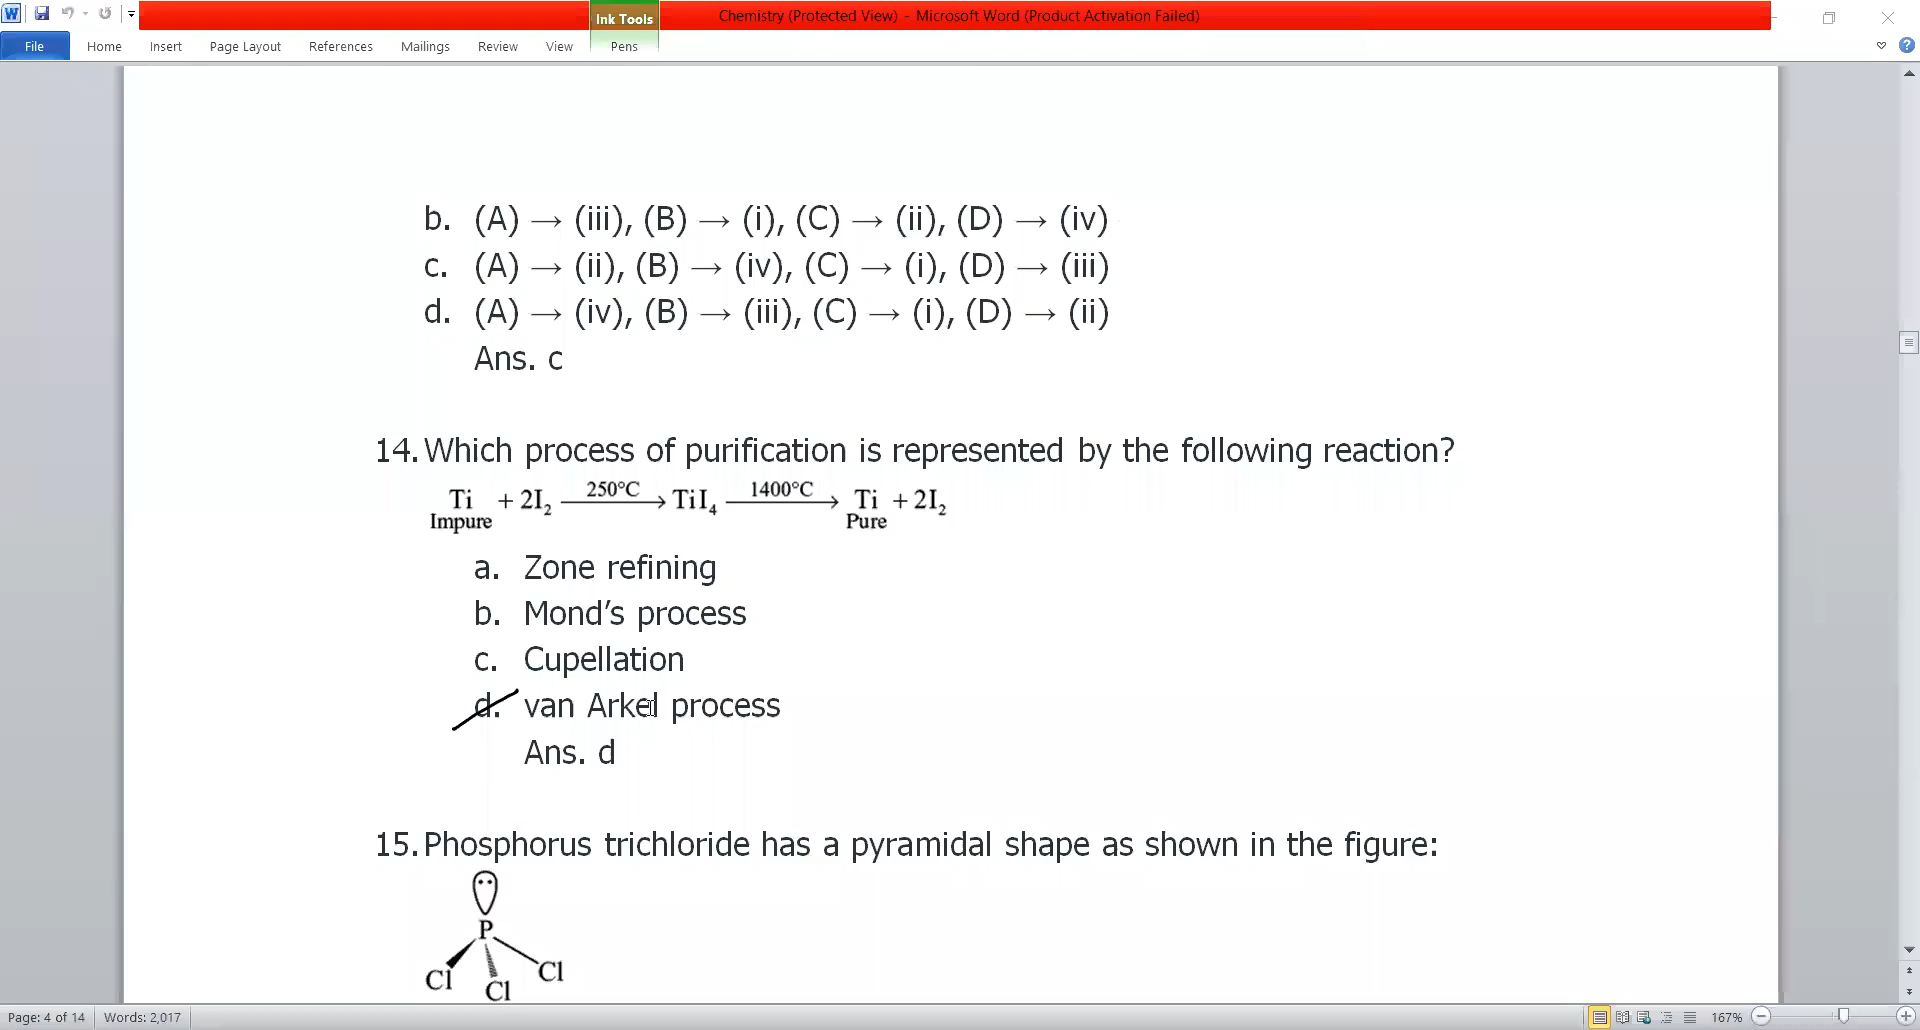 Ink Tools
Chemistry (Protected View) - Microsoft Word (Product Activation Failed)
File Home Insert Page Layout References Mailings Review View Pens
b. (A) → (iii), (B) → (i), (C) → (ii), (D) → (iv)
c. (A) → (ii), (B) → (iv), (C) → (i), (D) → (iii)
d. (A) → (iv), (B) → (iii), (C) → (i), (D) → (ii)
Ans. c
14. Which process of purification is represented by the following reaction?
Ti + 2I₂ —250°C→ TiI₄ —1400°C→ Ti + 2I₂
Impure Pure
a. Zone refining
b. Mond's process
c. Cupellation
d. van Arkel process
Ans. d
15. Phosphorus trichloride has a pyramidal shape as shown in the figure:
P
Cl Cl
Cl
Page: 4 of 14 Words: 2,017 167%